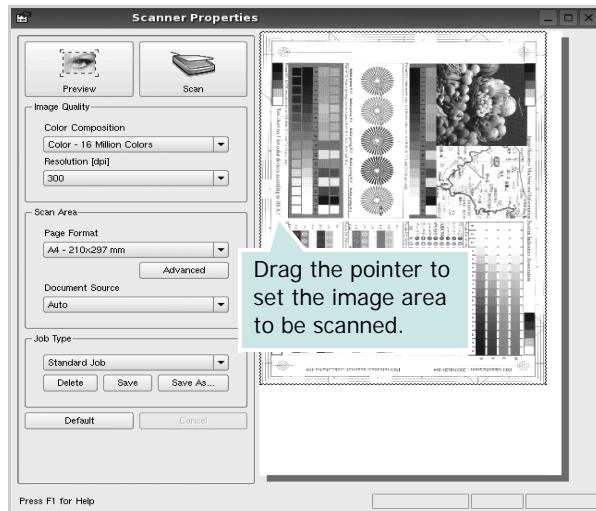 Scanner Properties
Preview
Scan
Image Quality
Color Composition
Color - 16 Million Colors
Resolution [dpi]
300
Scan Area
Page Format
A4 - 210x297 mm
Advanced
Document Source
Auto
Job Type
Standard Job
Delete
Save
Save As...
Default
Cancel
Drag the pointer to
set the image area
to be scanned.
Press F1 for Help